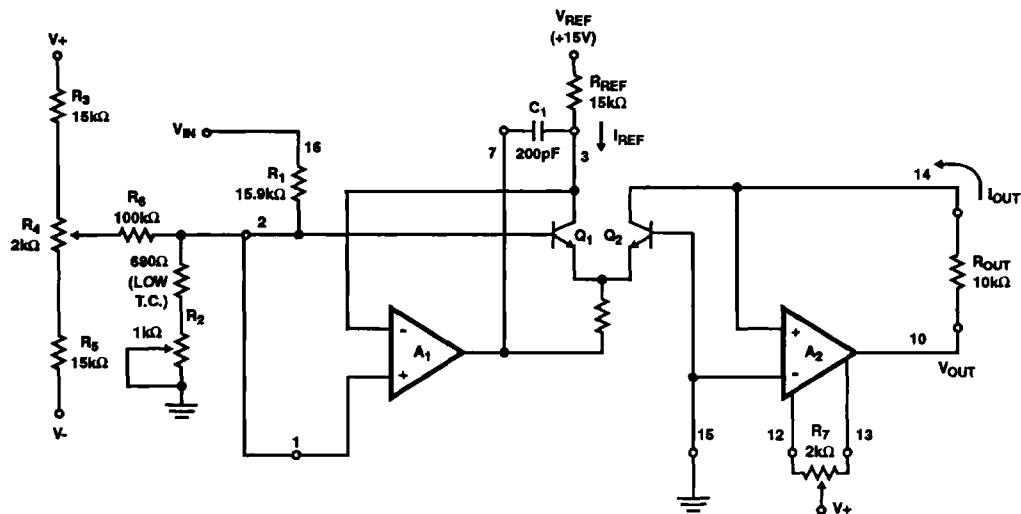 V+
R3
15kΩ
R4
2kΩ
R5
15kΩ
V-
R6
100kΩ
680Ω
(LOW
T.C.)
R2
1kΩ
VIN
16
R1
15.9kΩ
2
1
7
C1
200pF
VREF
(+15V)
RREF
15kΩ
IREF
3
Q1
Q2
-
A1
+
+
A2
-
15
12
R7
2kΩ
13
V+
14
IOUT
ROUT
10kΩ
10
VOUT